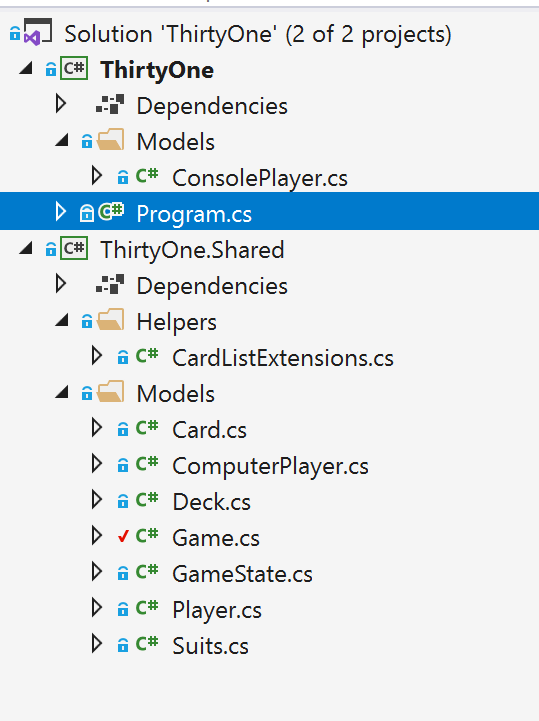 Solution 'ThirtyOne' (2 of 2 projects)
C# ThirtyOne
Dependencies
Models
C# ConsolePlayer.cs
C# Program.cs
C# ThirtyOne.Shared
Dependencies
Helpers
C# CardListExtensions.cs
Models
C# Card.cs
C# ComputerPlayer.cs
C# Deck.cs
C# Game.cs
C# GameState.cs
C# Player.cs
C# Suits.cs